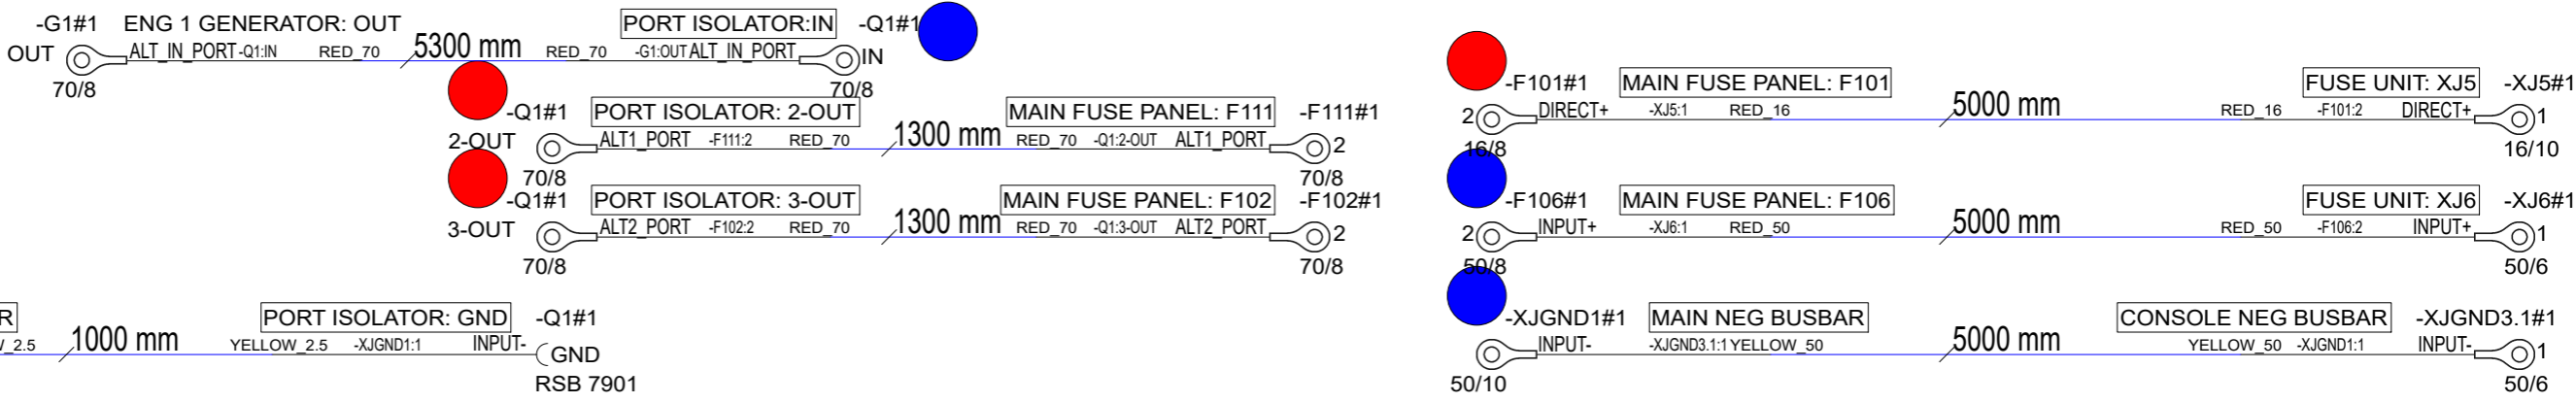 -G1#1 ENG 1 GENERATOR: OUT PORT ISOLATOR:IN -Q1#1
OUT ALT_IN_PORT -Q1:IN RED_70 5300 mm RED_70 -G1:OUT ALT_IN_PORT IN
70/8 70/8
-Q1#1 PORT ISOLATOR: 2-OUT MAIN FUSE PANEL: F111 -F111#1
2-OUT ALT1_PORT -F111:2 RED_70 1300 mm RED_70 -Q1:2-OUT ALT1_PORT 2
70/8 70/8
-Q1#1 PORT ISOLATOR: 3-OUT MAIN FUSE PANEL: F102 -F102#1
3-OUT ALT2_PORT -F102:2 RED_70 1300 mm RED_70 -Q1:3-OUT ALT2_PORT 2
70/8 70/8
R PORT ISOLATOR: GND -Q1#1
_2.5 1000 mm YELLOW_2.5 -XJGND1:1 INPUT- GND
RSB 7901
-F101#1 MAIN FUSE PANEL: F101 FUSE UNIT: XJ5 -XJ5#1
2 DIRECT+ -XJ5:1 RED_16 5000 mm RED_16 -F101:2 DIRECT+ 1
16/8 16/10
-F106#1 MAIN FUSE PANEL: F106 FUSE UNIT: XJ6 -XJ6#1
2 INPUT+ -XJ6:1 RED_50 5000 mm RED_50 -F106:2 INPUT+ 1
50/8 50/6
-XJGND1#1 MAIN NEG BUSBAR CONSOLE NEG BUSBAR -XJGND3.1#1
INPUT- -XJGND3.1:1 YELLOW_50 5000 mm YELLOW_50 -XJGND1:1 INPUT- 1
50/10 50/6